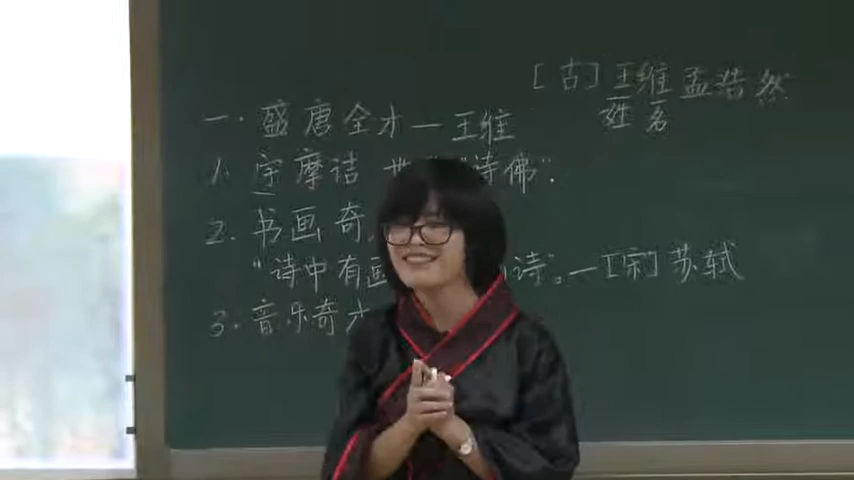 [古] 王维 孟浩然
姓 名
一. 盛唐全才—王维
1. 字摩诘 世 "诗佛".
2. 书画奇
"诗中有画 诗"。—[宋]苏轼
3. 音乐奇才